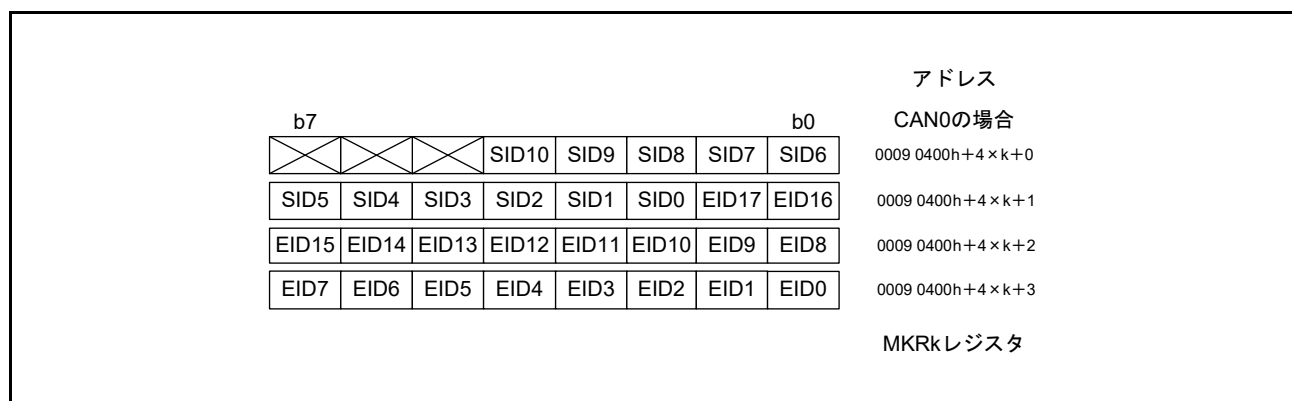 アドレス
b7 b0 CAN0の場合
SID10 SID9 SID8 SID7 SID6 0009 0400h+4×k+0
SID5 SID4 SID3 SID2 SID1 SID0 EID17 EID16 0009 0400h+4×k+1
EID15 EID14 EID13 EID12 EID11 EID10 EID9 EID8 0009 0400h+4×k+2
EID7 EID6 EID5 EID4 EID3 EID2 EID1 EID0 0009 0400h+4×k+3
MKRkレジスタ